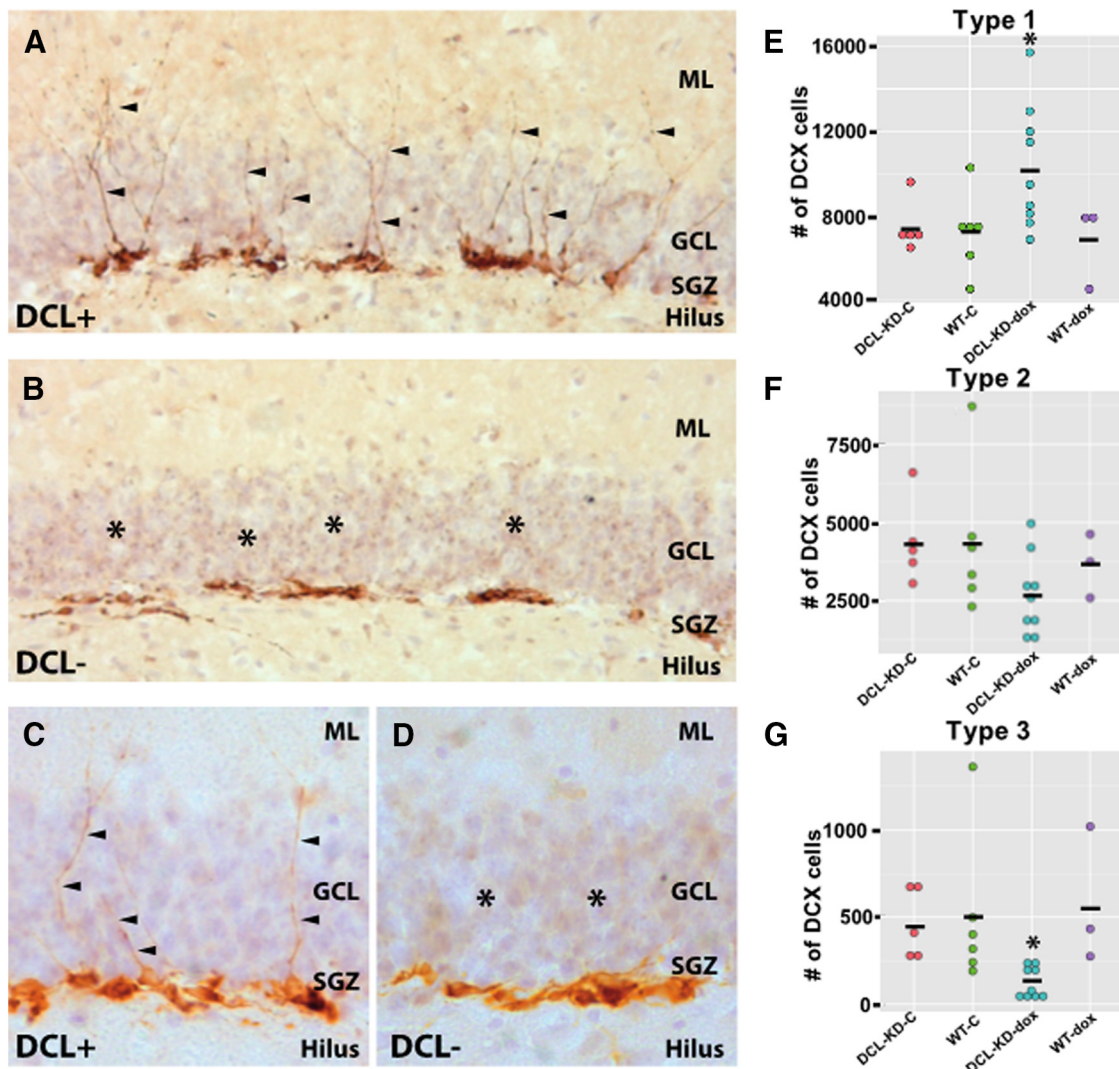 A
ML
GCL
SGZ
Hilus
DCL+
B
ML
*
*
*
*
GCL
SGZ
Hilus
DCL-
C
ML
GCL
SGZ
Hilus
DCL+
D
ML
*
*
GCL
SGZ
Hilus
DCL-
E
Type 1
# of DCX cells
16000
12000
8000
4000
*
DCL-KD-C
WT-C
DCL-KD-dox
WT-dox
F
Type 2
# of DCX cells
7500
5000
2500
DCL-KD-C
WT-C
DCL-KD-dox
WT-dox
G
Type 3
# of DCX cells
1000
500
0
*
DCL-KD-C
WT-C
DCL-KD-dox
WT-dox